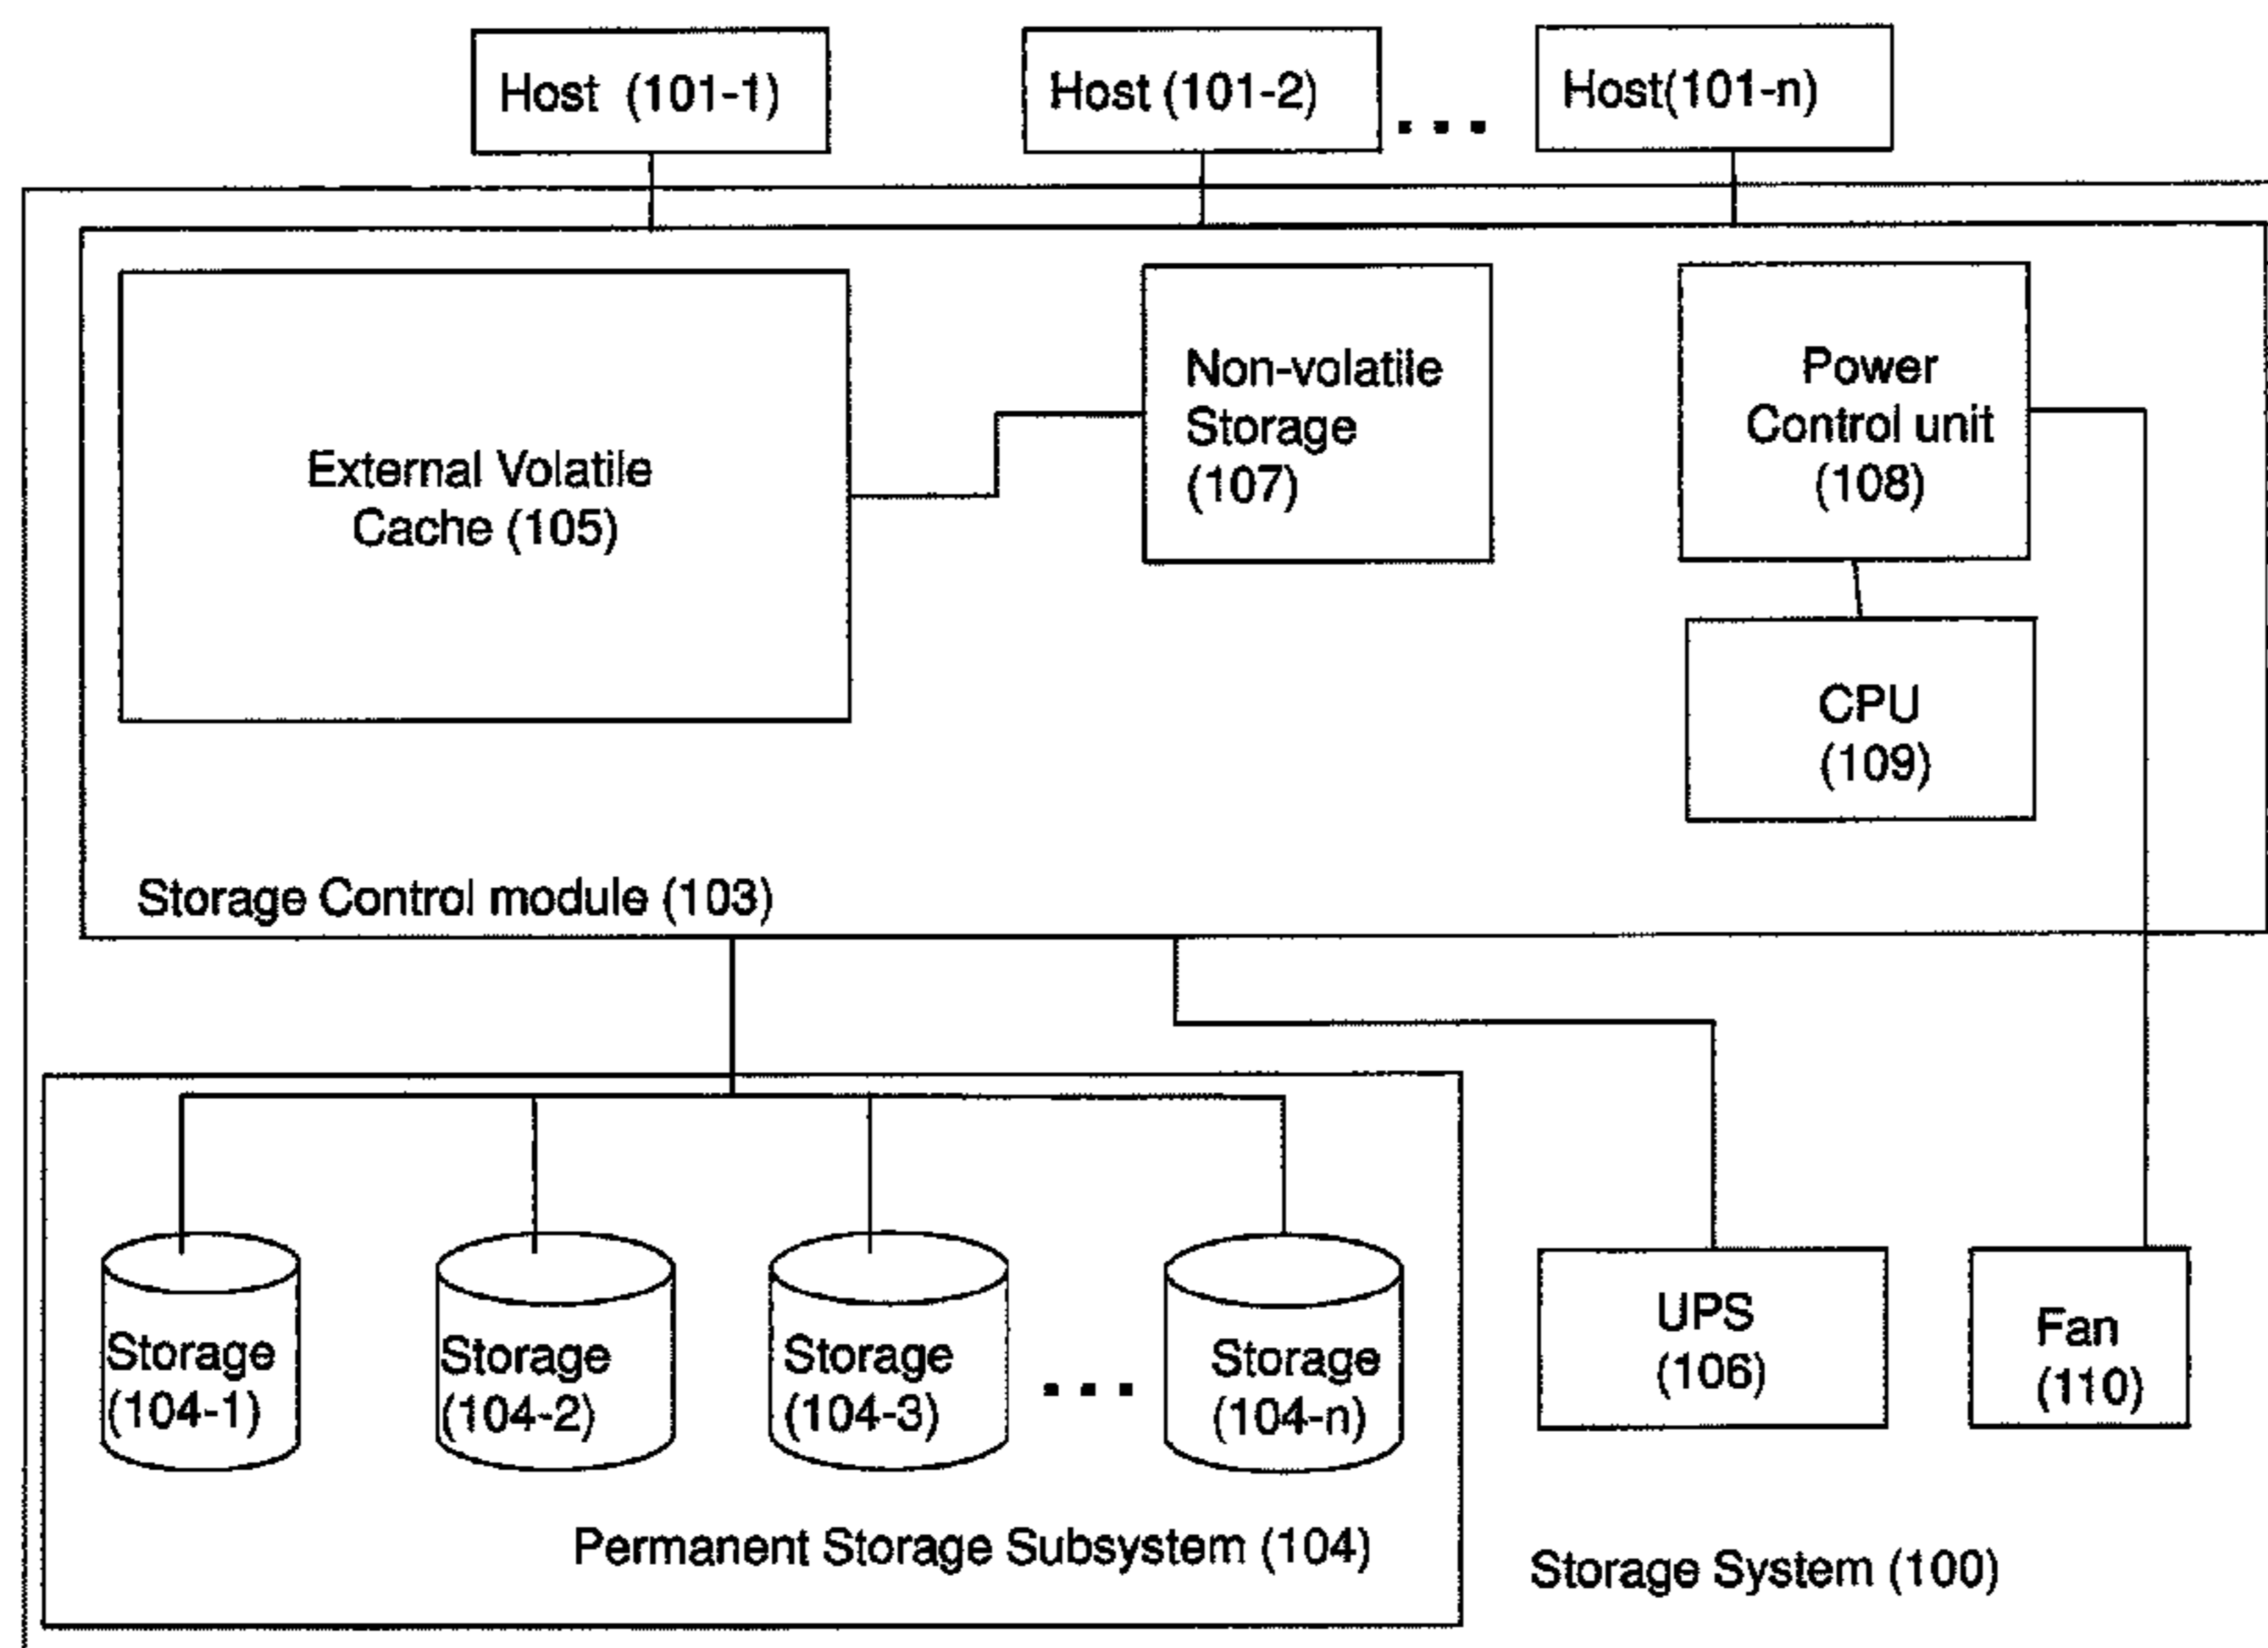 Host (101-1)
Host (101-2)
...
Host(101-n)
External Volatile
Cache (105)
Non-volatile
Storage
(107)
Power
Control unit
(108)
CPU
(109)
Storage Control module (103)
Storage
(104-1)
Storage
(104-2)
Storage
(104-3)
...
Storage
(104-n)
UPS
(106)
Fan
(110)
Permanent Storage Subsystem (104)
Storage System (100)